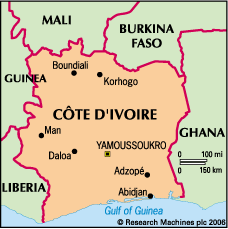 MALI
BURKINA
FASO
GUINEA
Boundiali
Korhogo
CÔTE D'IVOIRE
Man
Daloa
YAMOUSSOUKRO
GHANA
0 100 mi
0 150 km
Adzopé
LIBERIA
Abidjan
Gulf of Guinea
© Research Machines plc 2006